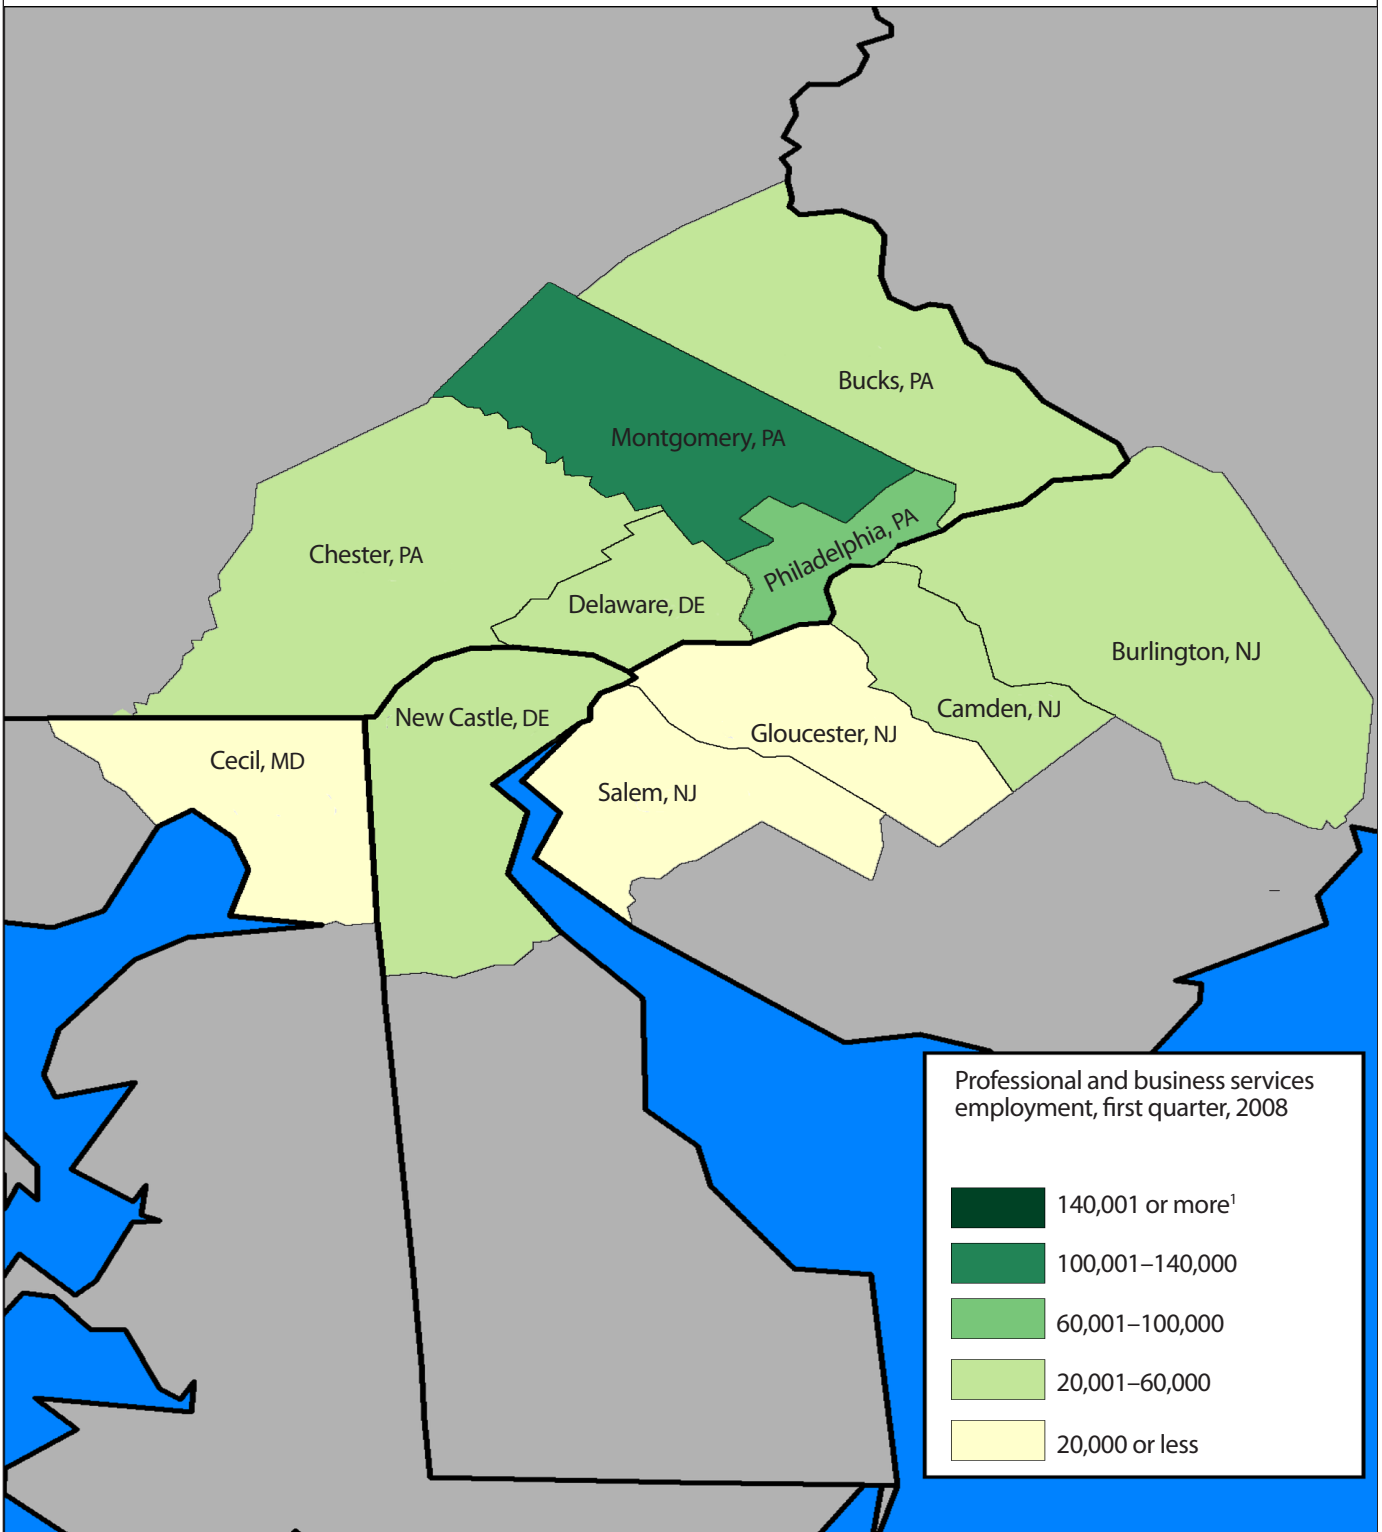 Bucks, PA
Montgomery, PA
Philadelphia, PA
Chester, PA
Delaware, DE
Burlington, NJ
Camden, NJ
New Castle, DE
Gloucester, NJ
Cecil, MD
Salem, NJ
Professional and business services
employment, first quarter, 2008
140,001 or more¹
100,001–140,000
60,001–100,000
20,001–60,000
20,000 or less